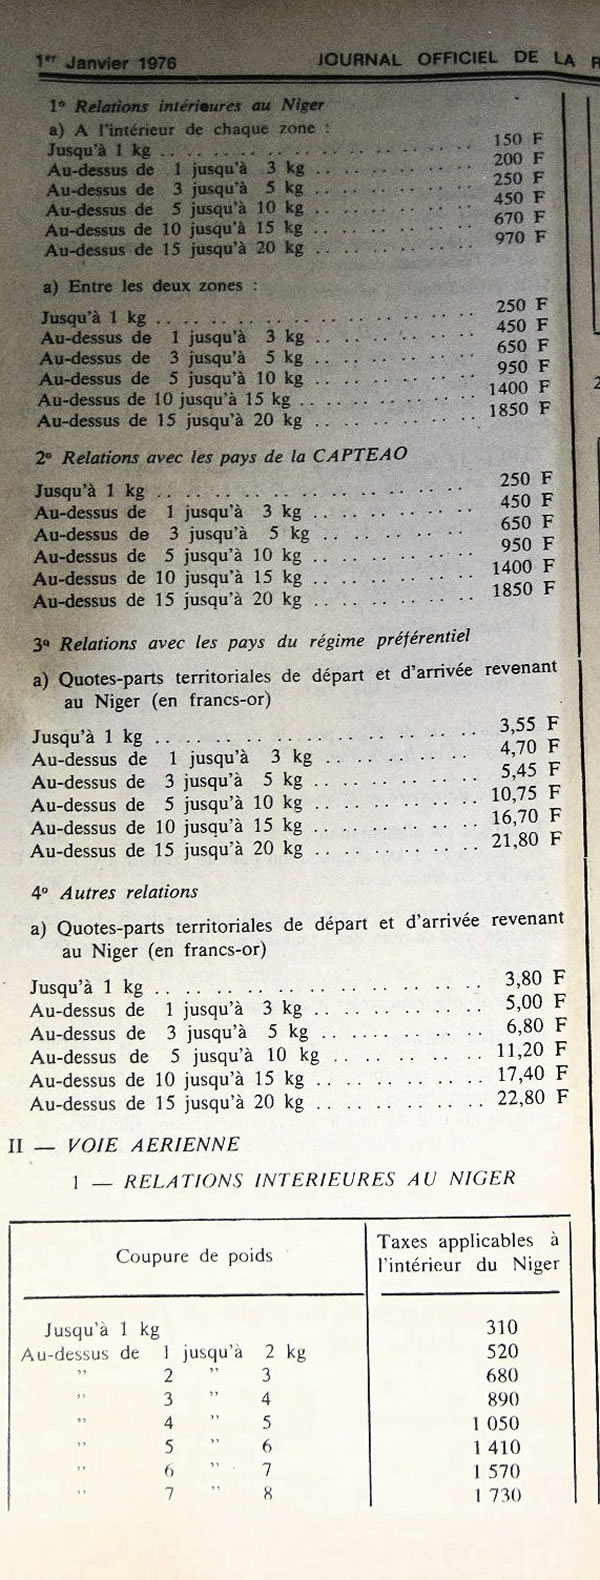 1er Janvier 1976 JOURNAL OFFICIEL DE LA R
1º Relations intérieures au Niger
a) A l'intérieur de chaque zone :
Jusqu'à 1 kg .................. 150 F
Au-dessus de 1 jusqu'à 3 kg .......... 200 F
Au-dessus de 3 jusqu'à 5 kg .......... 250 F
Au-dessus de 5 jusqu'à 10 kg .......... 450 F
Au-dessus de 10 jusqu'à 15 kg .......... 670 F
Au-dessus de 15 jusqu'à 20 kg .......... 970 F
a) Entre les deux zones :
Jusqu'à 1 kg .................. 250 F
Au-dessus de 1 jusqu'à 3 kg .......... 450 F
Au-dessus de 3 jusqu'à 5 kg .......... 650 F
Au-dessus de 5 jusqu'à 10 kg .......... 950 F
Au-dessus de 10 jusqu'à 15 kg .......... 1400 F
Au-dessus de 15 jusqu'à 20 kg .......... 1850 F
2º Relations avec les pays de la CAPTEAO
Jusqu'à 1 kg .................. 250 F
Au-dessus de 1 jusqu'à 3 kg .......... 450 F
Au-dessus de 3 jusqu'à 5 kg .......... 650 F
Au-dessus de 5 jusqu'à 10 kg .......... 950 F
Au-dessus de 10 jusqu'à 15 kg .......... 1400 F
Au-dessus de 15 jusqu'à 20 kg .......... 1850 F
3º Relations avec les pays du régime préférentiel
a) Quotes-parts territoriales de départ et d'arrivée revenant
au Niger (en francs-or)
Jusqu'à 1 kg .................. 3,55 F
Au-dessus de 1 jusqu'à 3 kg .......... 4,70 F
Au-dessus de 3 jusqu'à 5 kg .......... 5,45 F
Au-dessus de 5 jusqu'à 10 kg .......... 10,75 F
Au-dessus de 10 jusqu'à 15 kg .......... 16,70 F
Au-dessus de 15 jusqu'à 20 kg .......... 21,80 F
4º Autres relations
a) Quotes-parts territoriales de départ et d'arrivée revenant
au Niger (en francs-or)
Jusqu'à 1 kg .................. 3,80 F
Au-dessus de 1 jusqu'à 3 kg .......... 5,00 F
Au-dessus de 3 jusqu'à 5 kg .......... 6,80 F
Au-dessus de 5 jusqu'à 10 kg .......... 11,20 F
Au-dessus de 10 jusqu'à 15 kg .......... 17,40 F
Au-dessus de 15 jusqu'à 20 kg .......... 22,80 F
II — VOIE AERIENNE
1 — RELATIONS INTERIEURES AU NIGER
Coupure de poids Taxes applicables à
l'intérieur du Niger
Jusqu'à 1 kg 310
Au-dessus de 1 jusqu'à 2 kg 520
" 2 " 3 680
" 3 " 4 890
" 4 " 5 1 050
" 5 " 6 1 410
" 6 " 7 1 570
" 7 " 8 1 730